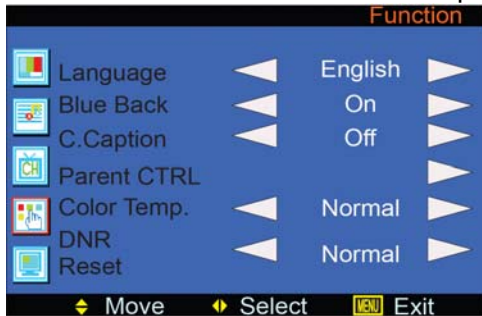 Function
Language English
Blue Back On
C.Caption Off
CH
Parent CTRL
Color Temp. Normal
DNR Normal
Reset
Move Select MENU Exit